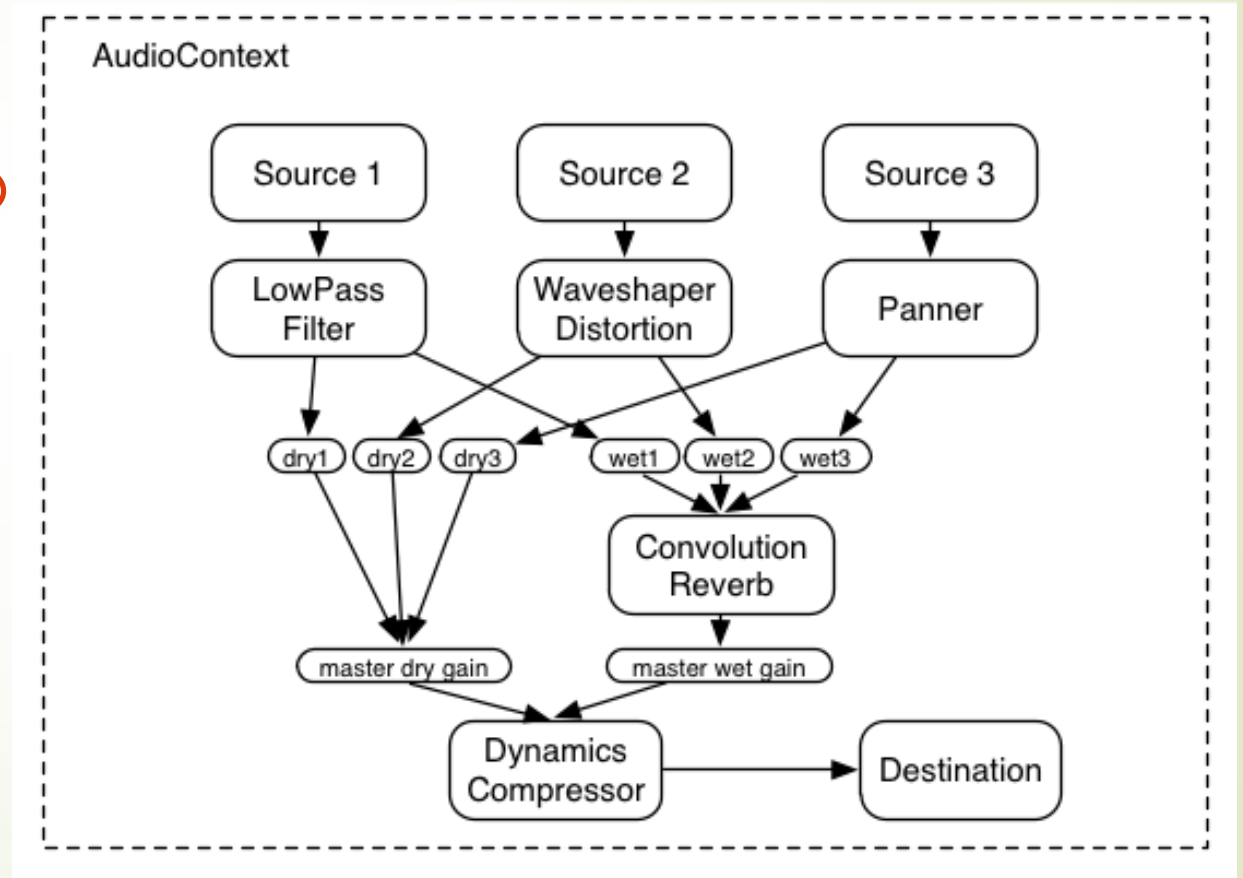 AudioContext
Source 1
Source 2
Source 3
LowPass
Filter
Waveshaper
Distortion
Panner
dry1
dry2
dry3
wet1
wet2
wet3
Convolution
Reverb
master dry gain
master wet gain
Dynamics
Compressor
Destination